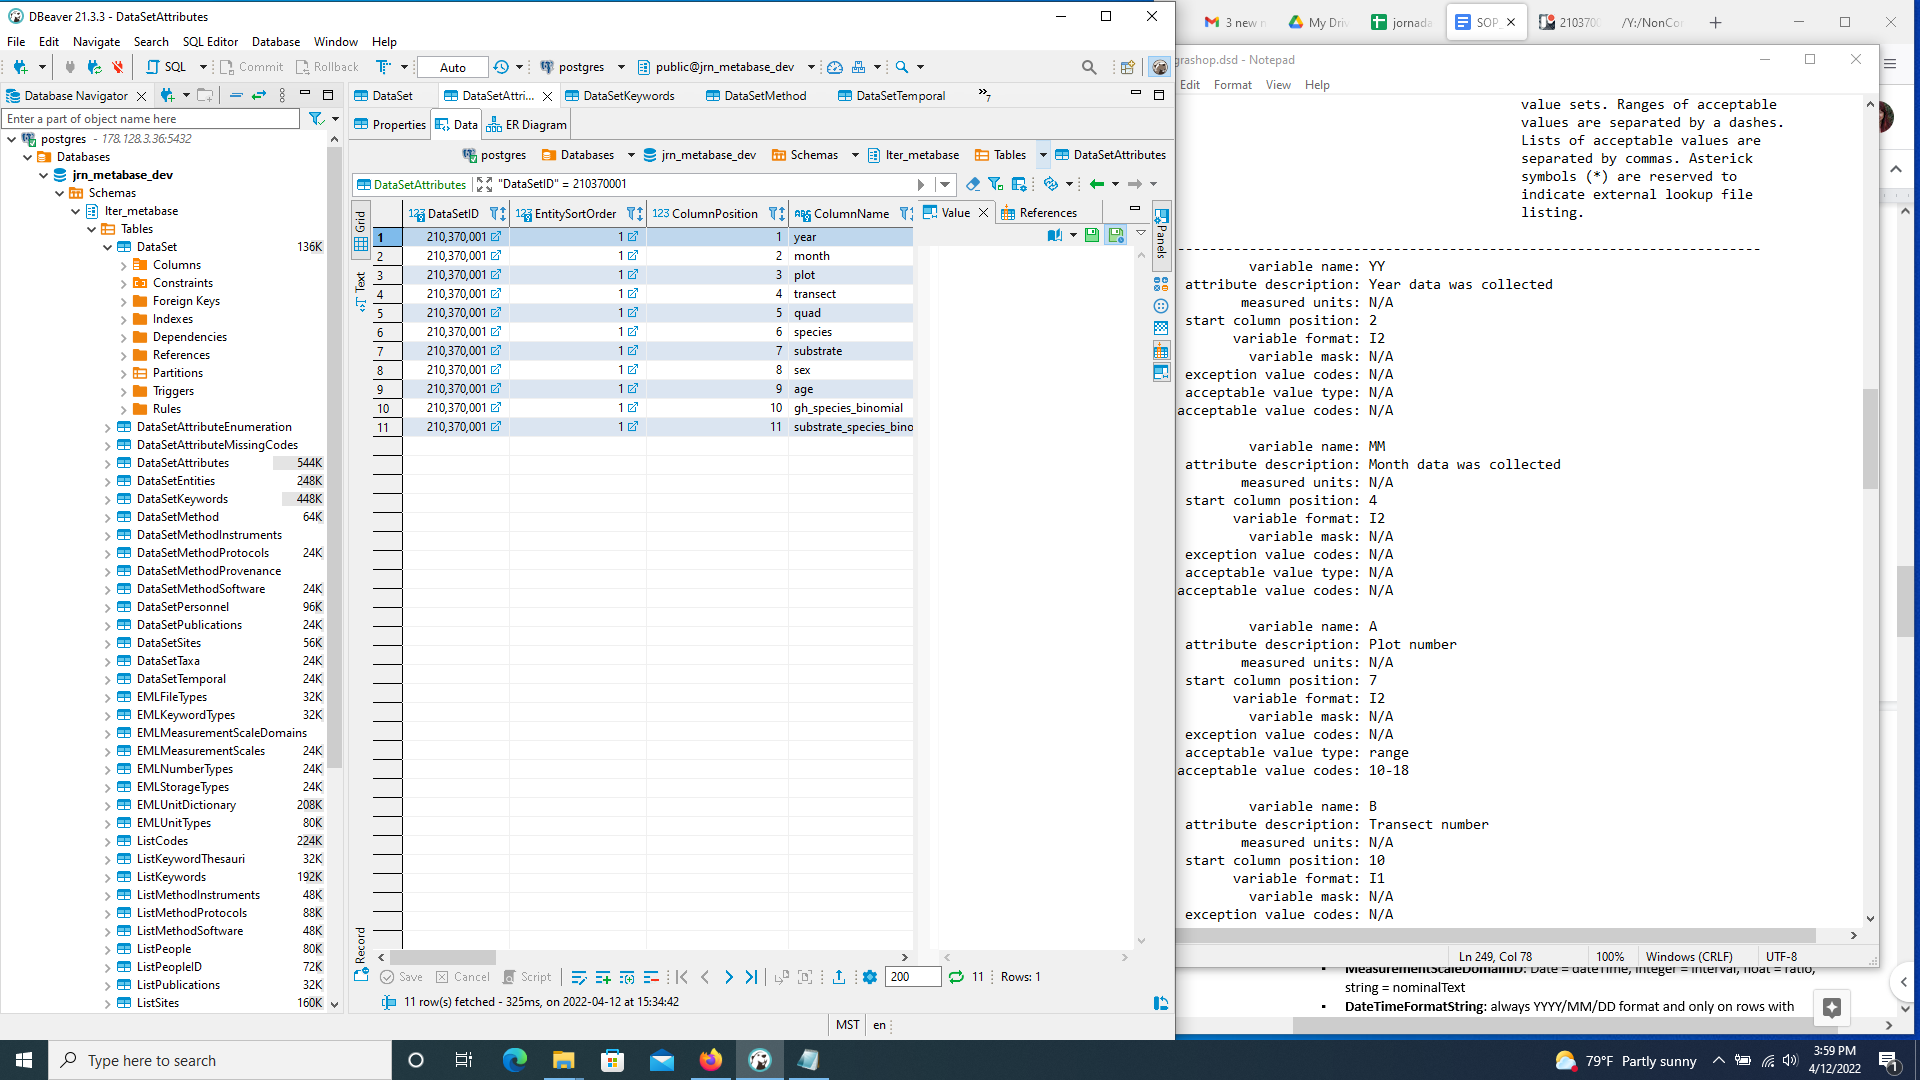 DBeaver 21.3.3 - DataSetAttributes
File Edit Navigate Search SQL Editor Database Window Help
SQL Commit Rollback Auto postgres public@jrn_metabase_dev
Database Navigator
Enter a part of object name here
postgres - 178.128.3.36:5432
Databases
jrn_metabase_dev
Schemas
lter_metabase
Tables
DataSet 136K
Columns
Constraints
Foreign Keys
Indexes
Dependencies
References
Partitions
Triggers
Rules
DataSetAttributeEnumeration
DataSetAttributeMissingCodes
DataSetAttributes 544K
DataSetEntities 248K
DataSetKeywords 448K
DataSetMethod 64K
DataSetMethodInstruments
DataSetMethodProtocols 24K
DataSetMethodProvenance
DataSetMethodSoftware 24K
DataSetPersonnel 96K
DataSetPublications 24K
DataSetSites 56K
DataSetTaxa 24K
DataSetTemporal 24K
EMLFileTypes 32K
EMLKeywordTypes 32K
EMLMeasurementScaleDomains
EMLMeasurementScales 24K
EMLNumberTypes 24K
EMLStorageTypes 24K
EMLUnitDictionary 208K
EMLUnitTypes 80K
ListCodes 224K
ListKeywordThesauri 32K
ListKeywords 192K
ListMethodInstruments 48K
ListMethodProtocols 88K
ListMethodSoftware 48K
ListPeople 80K
ListPeopleID 72K
ListPublications 32K
ListSites 160K
DataSet DataSetAttri... DataSetKeywords DataSetMethod DataSetTemporal »7
Properties Data ER Diagram
postgres Databases jrn_metabase_dev Schemas lter_metabase Tables DataSetAttributes
DataSetAttributes "DataSetID" = 210370001
Grid
Text
Record
123 DataSetID 123 EntitySortOrder 123 ColumnPosition ABC ColumnName
1 210,370,001 1 1 year
2 210,370,001 1 2 month
3 210,370,001 1 3 plot
4 210,370,001 1 4 transect
5 210,370,001 1 5 quad
6 210,370,001 1 6 species
7 210,370,001 1 7 substrate
8 210,370,001 1 8 sex
9 210,370,001 1 9 age
10 210,370,001 1 10 gh_species_binomial
11 210,370,001 1 11 substrate_species_bino
Value References
Panels
Save Cancel Script 200 11 Rows: 1
11 row(s) fetched - 325ms, on 2022-04-12 at 15:34:42
MST en
3 new My Driv jornada SOP_ 210370 /Y:/NonCo
grashop.dsd - Notepad
Edit Format View Help
value sets. Ranges of acceptable
values are separated by a dashes.
Lists of acceptable values are
separated by commas. Asterick
symbols (*) are reserved to
indicate external lookup file
listing.
variable name: YY
attribute description: Year data was collected
measured units: N/A
start column position: 2
variable format: I2
variable mask: N/A
exception value codes: N/A
acceptable value type: N/A
acceptable value codes: N/A
variable name: MM
attribute description: Month data was collected
measured units: N/A
start column position: 4
variable format: I2
variable mask: N/A
exception value codes: N/A
acceptable value type: N/A
acceptable value codes: N/A
variable name: A
attribute description: Plot number
measured units: N/A
start column position: 7
variable format: I2
variable mask: N/A
exception value codes: N/A
acceptable value type: range
acceptable value codes: 10-18
variable name: B
attribute description: Transect number
measured units: N/A
start column position: 10
variable format: I1
variable mask: N/A
exception value codes: N/A
Ln 249, Col 78 100% Windows (CRLF) UTF-8
MeasurementScaleDomainID: Date = dateTime, integer = interval, float = ratio,
string = nominalText
DateTimeFormatString: always YYYY/MM/DD format and only on rows with
Type here to search
79°F Partly sunny
3:59 PM
4/12/2022
1